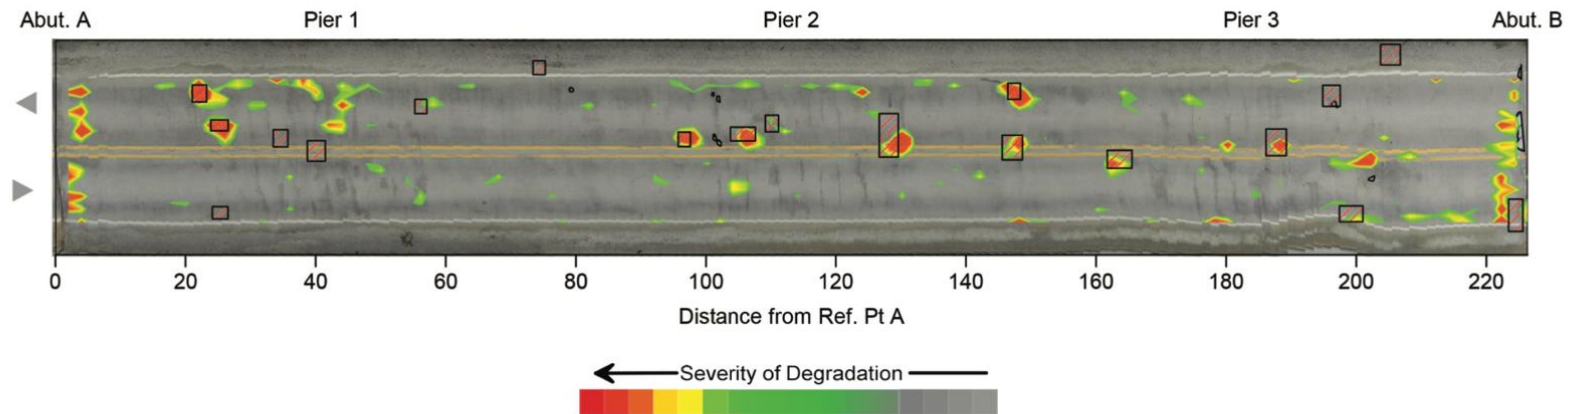 Abut. A Pier 1 Pier 2 Pier 3 Abut. B
0 20 40 60 80 100 120 140 160 180 200 220
Distance from Ref. Pt A
Severity of Degradation